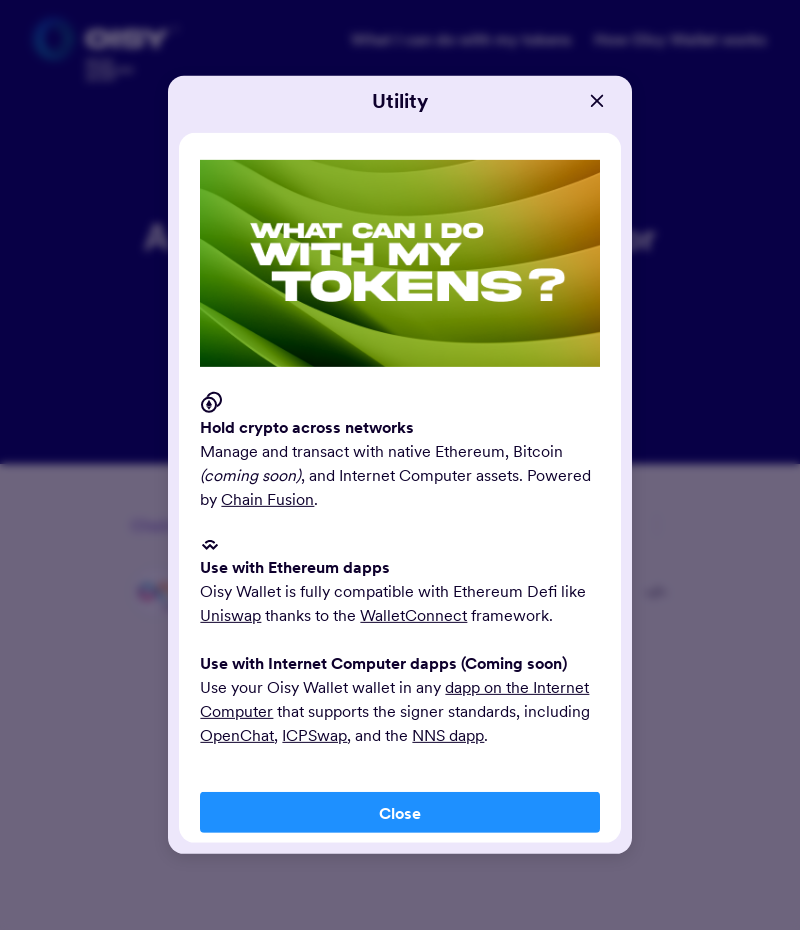 OISY
What I can do with my tokens
How Oisy Wallet works
Utility
WHAT CAN I DO
WITH MY
TOKENS?
Hold crypto across networks
Manage and transact with native Ethereum, Bitcoin
(coming soon), and Internet Computer assets. Powered
by Chain Fusion.
Use with Ethereum dapps
Oisy Wallet is fully compatible with Ethereum Defi like
Uniswap thanks to the WalletConnect framework.
Use with Internet Computer dapps (Coming soon)
Use your Oisy Wallet wallet in any dapp on the Internet
Computer that supports the signer standards, including
OpenChat, ICPSwap, and the NNS dapp.
Close